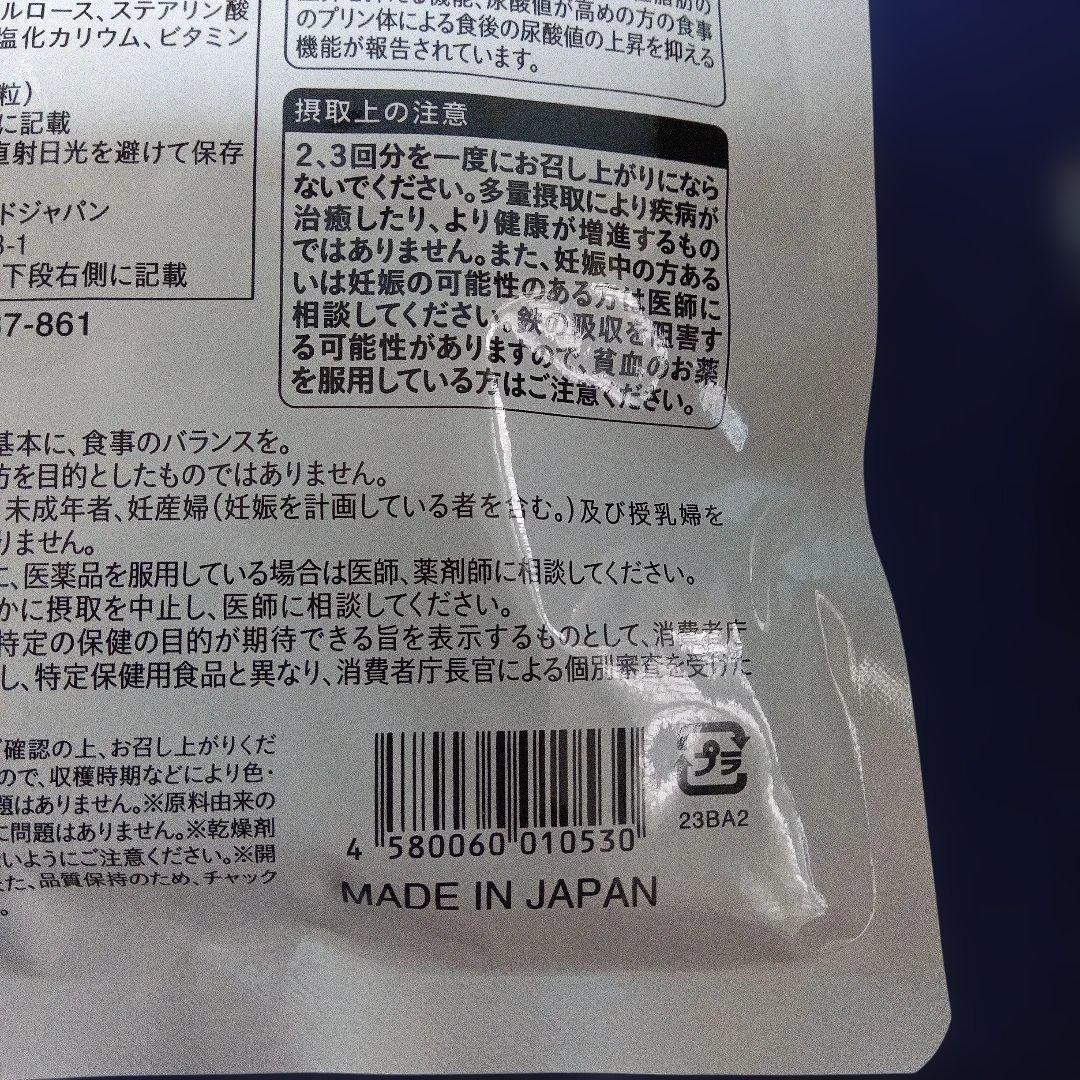 ルロース、ステアリン酸
塩化カリウム、ビタミン
粒)
に記載
直射日光を避けて保存
ドジャパン
3-1
下段右側に記載
37-861
機能、尿酸値が高めの方の食事
のプリン体による食後の尿酸値の上昇を抑える
機能が報告されています。
摂取上の注意
2、3回分を一度にお召し上がりになら
ないでください。多量摂取により疾病が
治癒したり、より健康が増進するもの
ではありません。また、妊娠中の方ある
いは妊娠の可能性のある方は医師に
相談してください。鉄の吸収を阻害す
る可能性がありますので、貧血のお薬
を服用している方はご注意ください。
基本に、食事のバランスを。
防を目的としたものではありません。
未成年者、妊産婦(妊娠を計画している者を含む。)及び授乳婦を
りません。
に、医薬品を服用している場合は医師、薬剤師に相談してください。
かに摂取を中止し、医師に相談してください。
特定の保健の目的が期待できる旨を表示するものとして、消費者庁
し、特定保健用食品と異なり、消費者庁長官による個別審査を受けた
確認の上、お召し上がりくだ
ので、収穫時期などにより色・
題はありません。※原料由来の
に問題はありません。※乾燥剤
いようにご注意ください。※開
た、品質保持のため、チャック
。
4 580060 010530
プラ
23BA2
MADE IN JAPAN